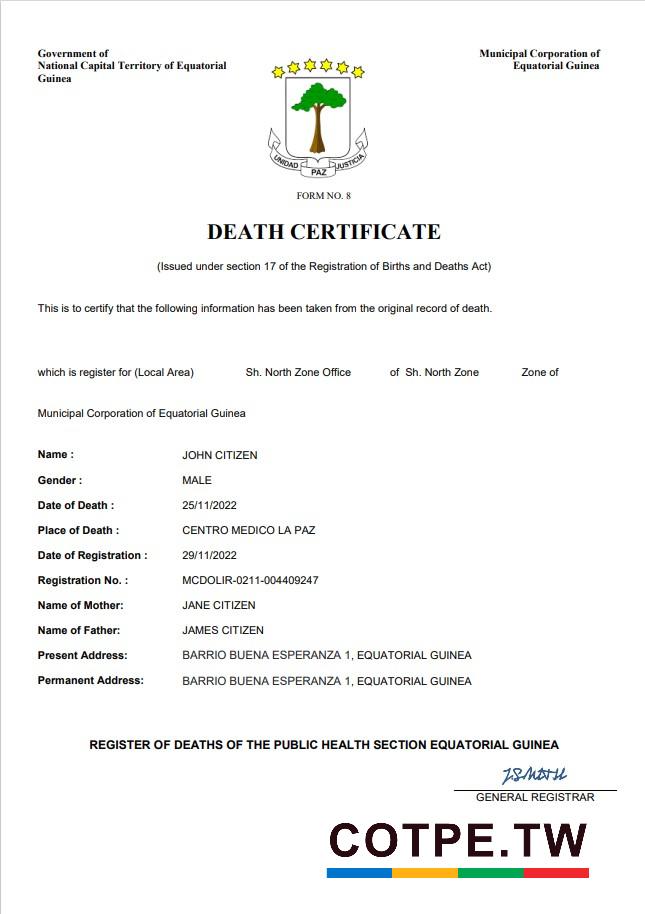 Government of
National Capital Territory of Equatorial
Guinea
Municipal Corporation of
Equatorial Guinea
UNIDAD PAZ JUSTICIA
FORM NO. 8
DEATH CERTIFICATE
(Issued under section 17 of the Registration of Births and Deaths Act)
This is to certify that the following information has been taken from the original record of death.
which is register for (Local Area) Sh. North Zone Office of Sh. North Zone Zone of
Municipal Corporation of Equatorial Guinea
Name : JOHN CITIZEN
Gender : MALE
Date of Death : 25/11/2022
Place of Death : CENTRO MEDICO LA PAZ
Date of Registration : 29/11/2022
Registration No. : MCDOLIR-0211-004409247
Name of Mother: JANE CITIZEN
Name of Father: JAMES CITIZEN
Present Address: BARRIO BUENA ESPERANZA 1, EQUATORIAL GUINEA
Permanent Address: BARRIO BUENA ESPERANZA 1, EQUATORIAL GUINEA
REGISTER OF DEATHS OF THE PUBLIC HEALTH SECTION EQUATORIAL GUINEA
GENERAL REGISTRAR
COTPE.TW